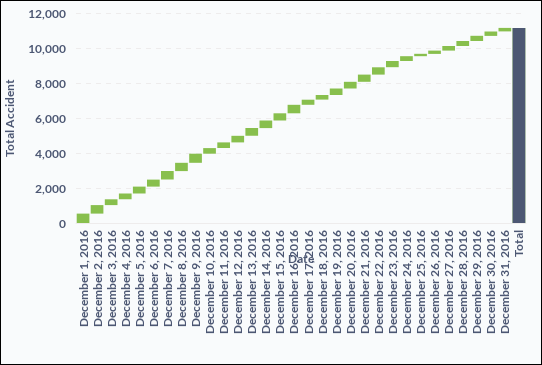 12,000
10,000
8,000
6,000
4,000
2,000
0
Total Accident
December 1, 2016
December 2, 2016
December 3, 2016
December 4, 2016
December 5, 2016
December 6, 2016
December 7, 2016
December 8, 2016
December 9, 2016
December 10, 2016
December 11, 2016
December 12, 2016
December 13, 2016
December 14, 2016
December 15, 2016
December 16, 2016
December 17, 2016
December 18, 2016
December 19, 2016
December 20, 2016
December 21, 2016
December 22, 2016
December 23, 2016
December 24, 2016
December 25, 2016
December 26, 2016
December 27, 2016
December 28, 2016
December 29, 2016
December 30, 2016
December 31, 2016
Total
Date